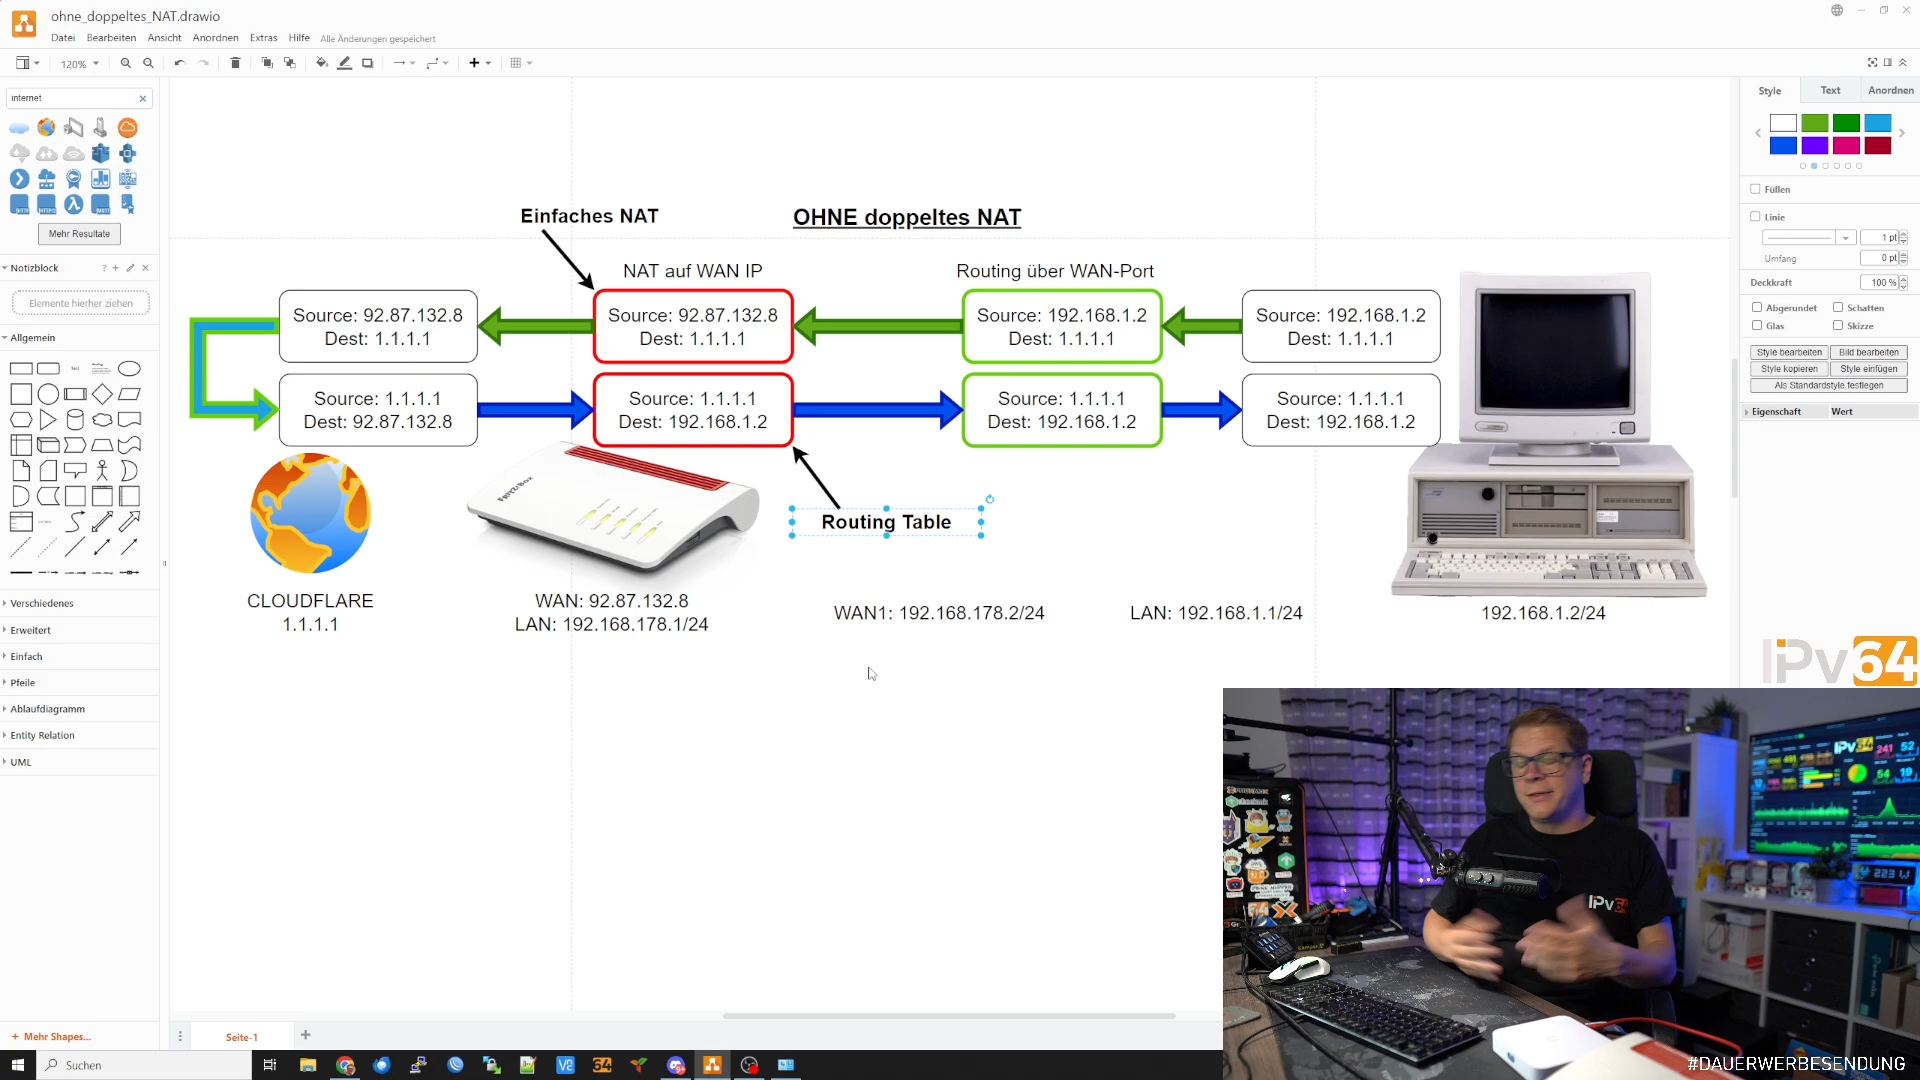 ohne_doppeltes_NAT.drawio
Datei Bearbeiten Ansicht Anordnen Extras Hilfe Alle Änderungen gespeichert
120%
internet
Mehr Resultate
Notizblock
Elemente hierher ziehen
Allgemein
Verschiedenes
Erweitert
Einfach
Pfeile
Ablaufdiagramm
Entity Relation
UML
+ Mehr Shapes...
Einfaches NAT
OHNE doppeltes NAT
NAT auf WAN IP
Routing über WAN-Port
Source: 92.87.132.8
Dest: 1.1.1.1
Source: 92.87.132.8
Dest: 1.1.1.1
Source: 192.168.1.2
Dest: 1.1.1.1
Source: 192.168.1.2
Dest: 1.1.1.1
Source: 1.1.1.1
Dest: 92.87.132.8
Source: 1.1.1.1
Dest: 192.168.1.2
Source: 1.1.1.1
Dest: 192.168.1.2
Source: 1.1.1.1
Dest: 192.168.1.2
FRITZ!Box
Routing Table
CLOUDFLARE
1.1.1.1
WAN: 92.87.132.8
LAN: 192.168.178.1/24
WAN1: 192.168.178.2/24
LAN: 192.168.1.1/24
192.168.1.2/24
Style Text Anordnen
Füllen
Linie
1 pt
Umfang 0 pt
Deckkraft 100 %
Abgerundet Schatten
Glas Skizze
Style bearbeiten Bild bearbeiten
Style kopieren Style einfügen
Als Standardstyle festlegen
Eigenschaft Wert
IPv64
IPv64
241 52
54 19
223 W
IPv64
#DAUERWERBESENDUNG
Seite-1
Suchen
64